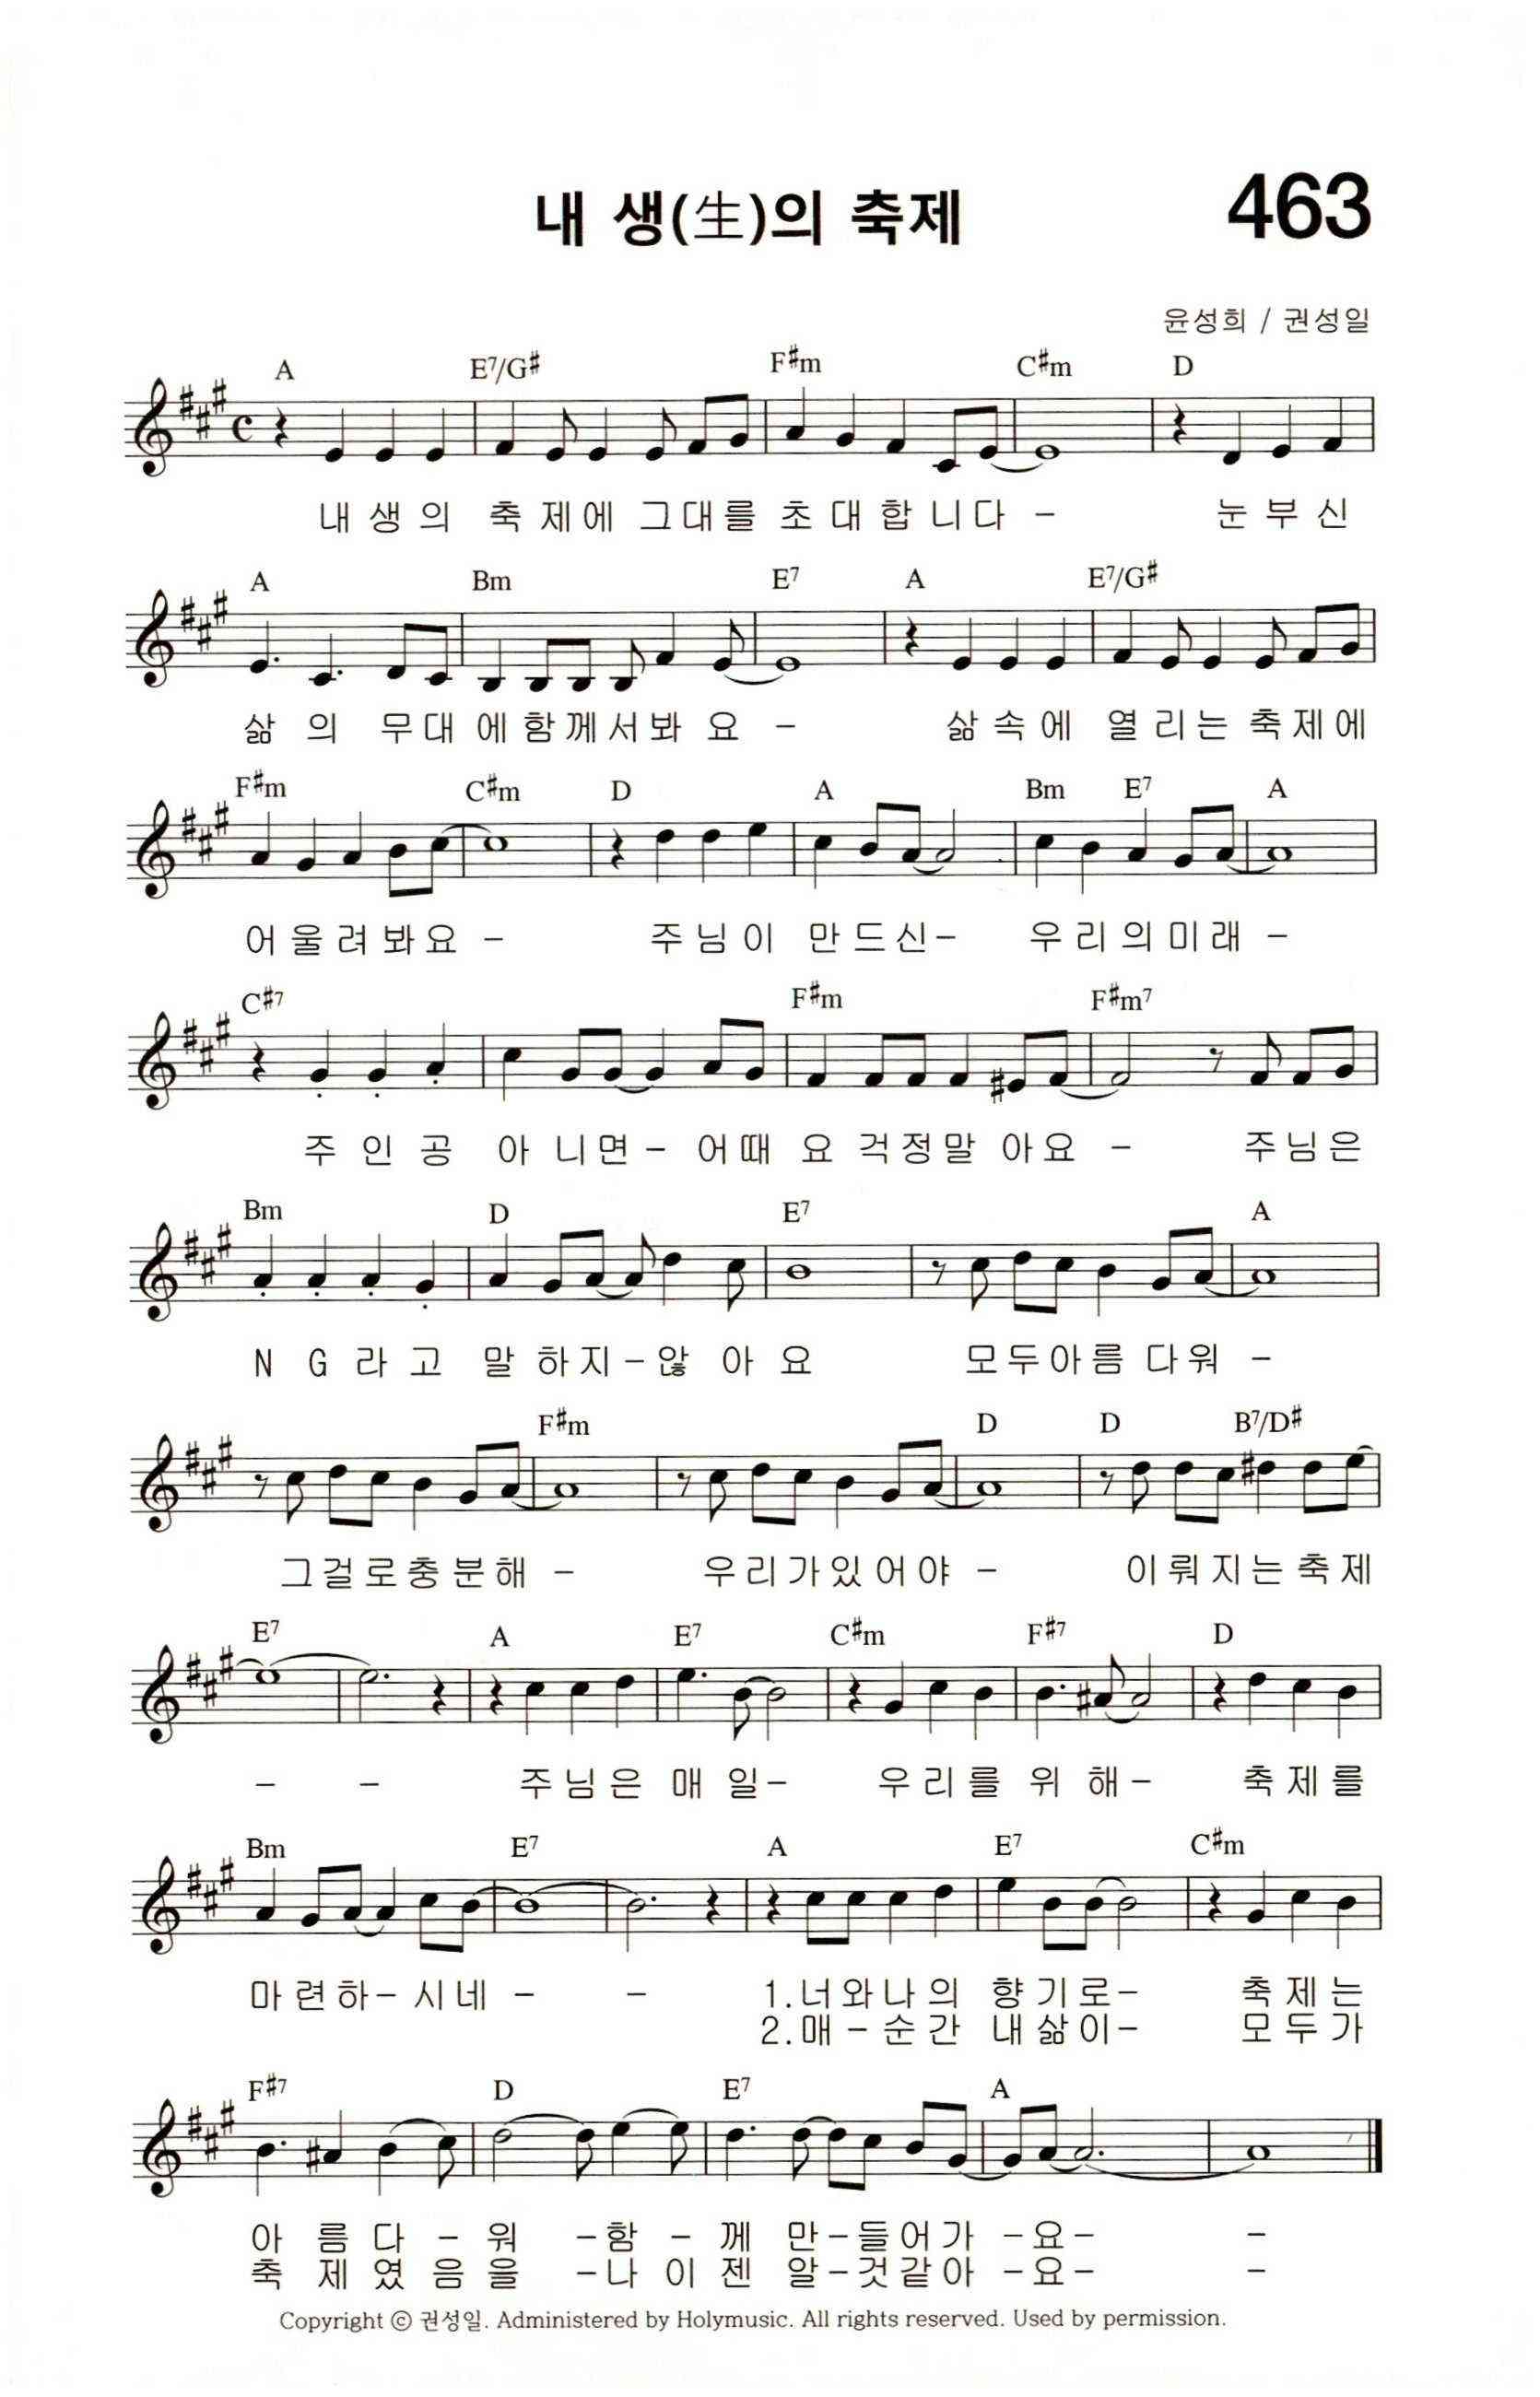 내 생(生)의 축제
463
윤성희 / 권성일
A E7/G♯ F♯m C♯m D
내 생 의 축 제 에 그 대 를 초 대 합 니 다 - 눈 부 신
A Bm E7 A E7/G♯
삶 의 무 대 에 함 께 서 봐 요 - 삶 속 에 열 리 는 축 제 에
F♯m C♯m D A Bm E7 A
어 울 려 봐 요 - 주 님 이 만 드 신 - 우 리 의 미 래 -
C♯7 F♯m F♯m7
주 인 공 아 니 면 - 어 때 요 걱 정 말 아 요 - 주 님 은
Bm D E7 A
N G 라 고 말 하 지 - 않 아 요 모 두 아 름 다 워 -
F♯m D D B7/D♯
그 걸 로 충 분 해 - 우 리 가 있 어 야 - 이 뤄 지 는 축 제
E7 A E7 C♯m F♯7 D
- - 주 님 은 매 일 - 우 리 를 위 해 - 축 제 를
Bm E7 A E7 C♯m
마 련 하 - 시 네 - - 1.너 와 나 의 향 기 로 - 축 제 는
2.매 - 순 간 내 삶 이 - 모 두 가
F♯7 D E7 A
아 름 다 - 워 - 함 - 께 만 - 들 어 가 - 요 - -
축 제 였 음 을 - 나 이 젠 알 - 것 같 아 - 요 - -
Copyright ⓒ 권성일. Administered by Holymusic. All rights reserved. Used by permission.